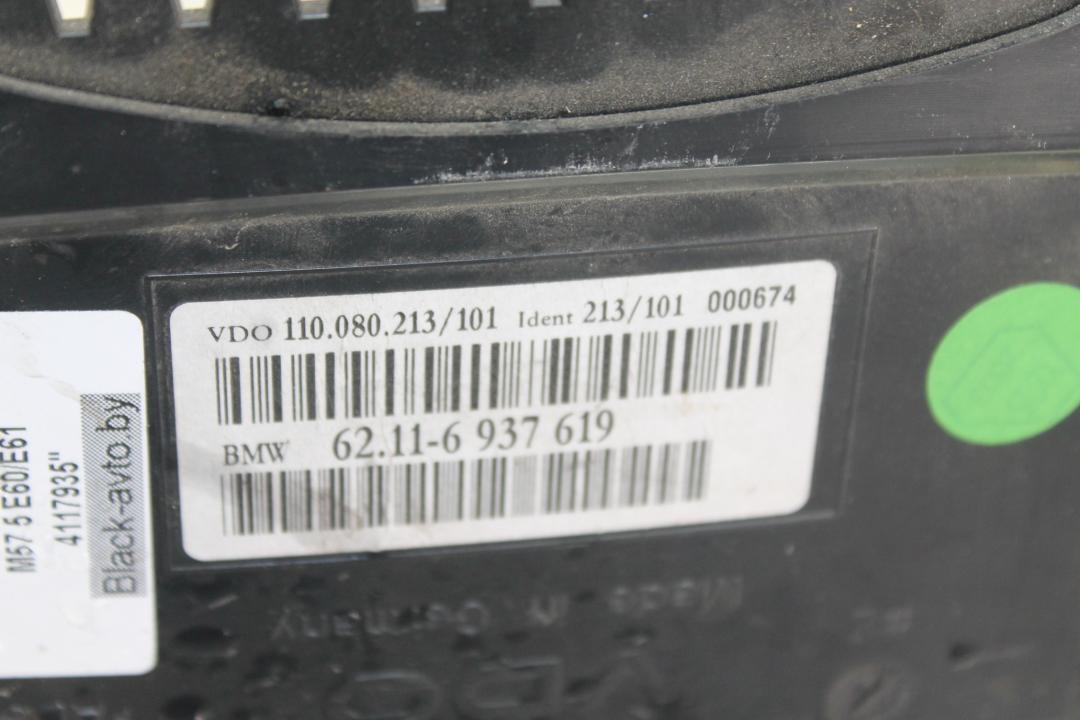 VDO 110.080.213/101 Ident 213/101 000674
BMW 62.11-6 937 619
M57 5 E60/E61
4117935"
Black-avto.by
Made in Germany
VDO